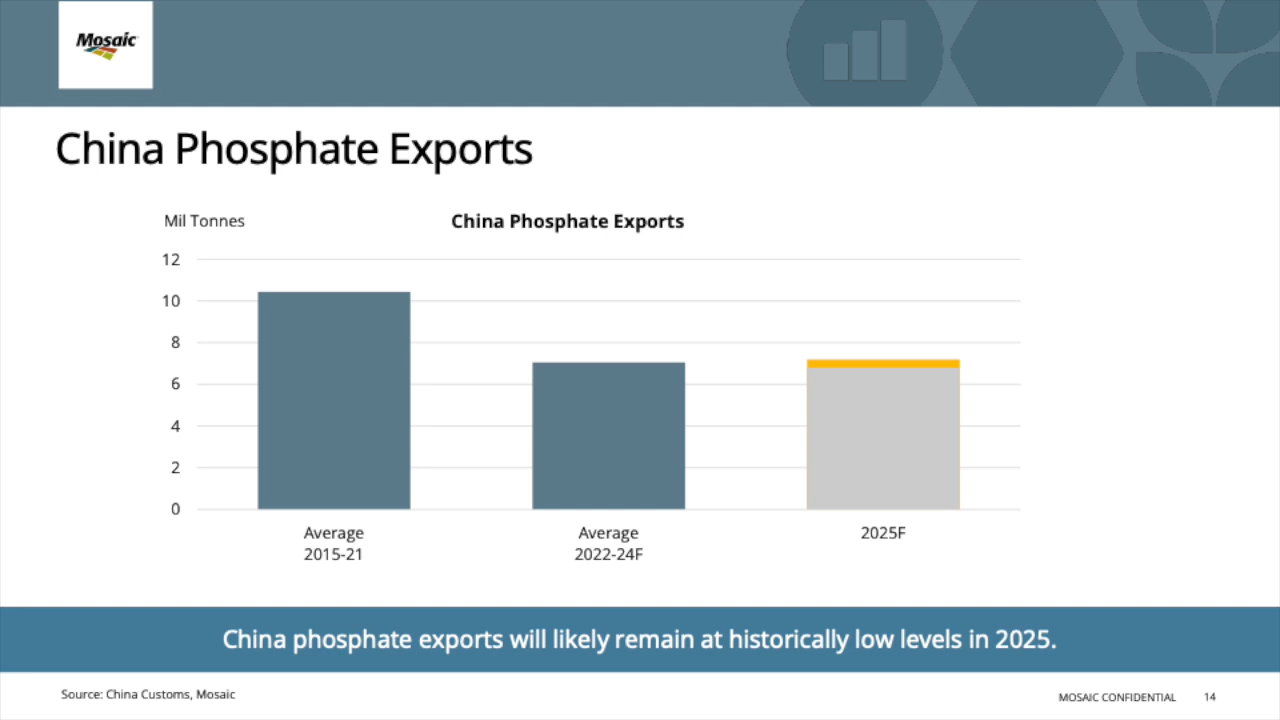 Mosaic
China Phosphate Exports
Mil Tonnes
China Phosphate Exports
12
10
8
6
4
2
0
Average
2015-21
Average
2022-24F
2025F
China phosphate exports will likely remain at historically low levels in 2025.
Source: China Customs, Mosaic
MOSAIC CONFIDENTIAL
14